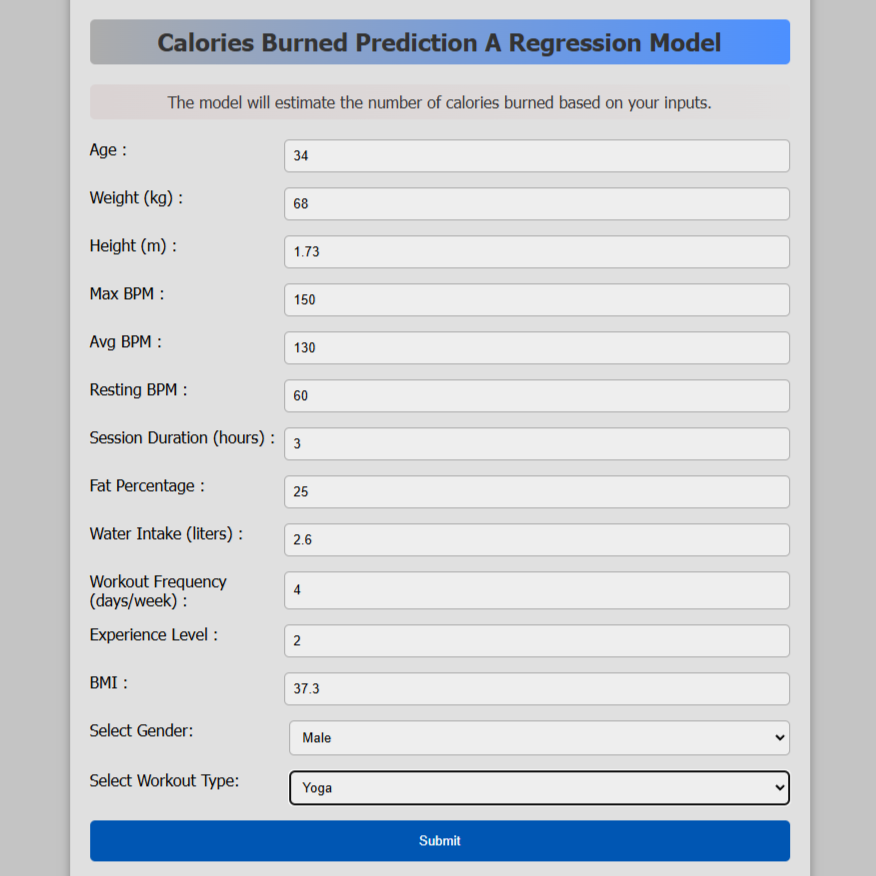 Calories Burned Prediction A Regression Model
The model will estimate the number of calories burned based on your inputs.
Age :
34
Weight (kg) :
68
Height (m) :
1.73
Max BPM :
150
Avg BPM :
130
Resting BPM :
60
Session Duration (hours) :
3
Fat Percentage :
25
Water Intake (liters) :
2.6
Workout Frequency
(days/week) :
4
Experience Level :
2
BMI :
37.3
Select Gender:
Male
Select Workout Type:
Yoga
Submit